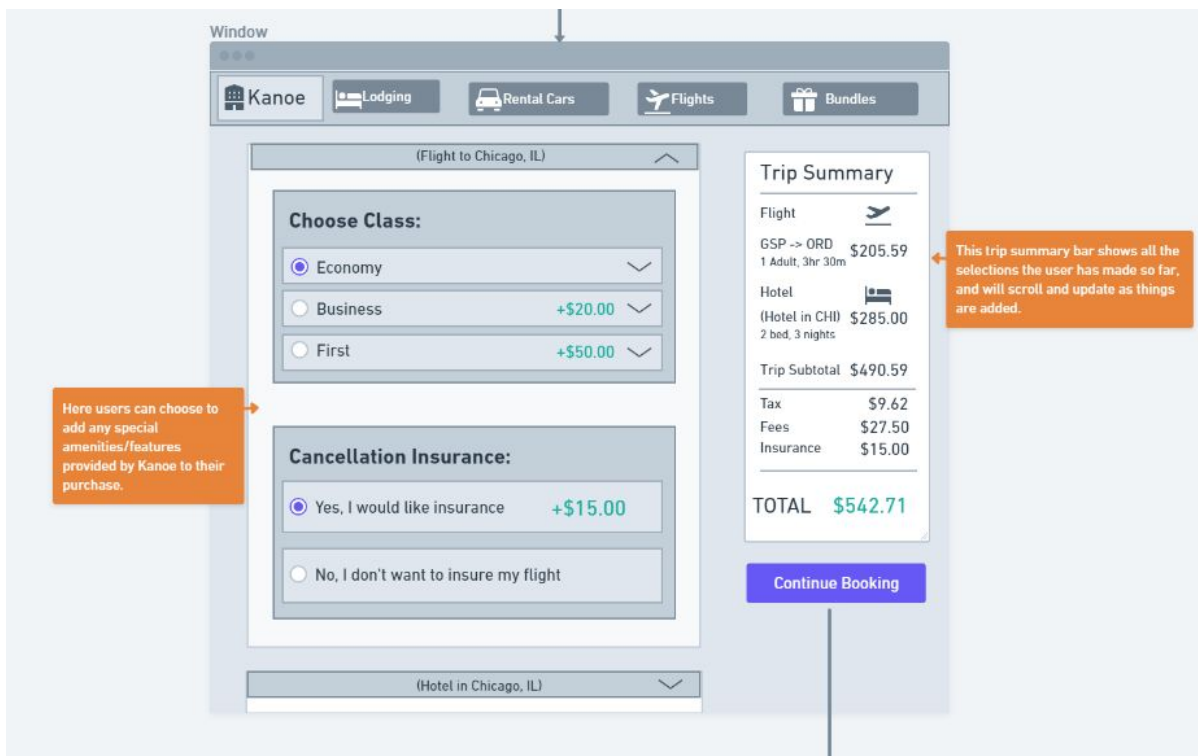 Window
Kanoe
Lodging
Rental Cars
Flights
Bundles
(Flight to Chicago, IL)
Choose Class:
Economy
Business +$20.00
First +$50.00
Here users can choose to
add any special
amenities/features
provided by Kanoe to their
purchase.
Cancellation Insurance:
Yes, I would like insurance +$15.00
No, I don't want to insure my flight
(Hotel in Chicago, IL)
Trip Summary
Flight
GSP -> ORD $205.59
1 Adult, 3hr 30m
Hotel
(Hotel in CHI) $285.00
2 bed, 3 nights
Trip Subtotal $490.59
Tax $9.62
Fees $27.50
Insurance $15.00
TOTAL $542.71
Continue Booking
This trip summary bar shows all the
selections the user has made so far,
and will scroll and update as things
are added.